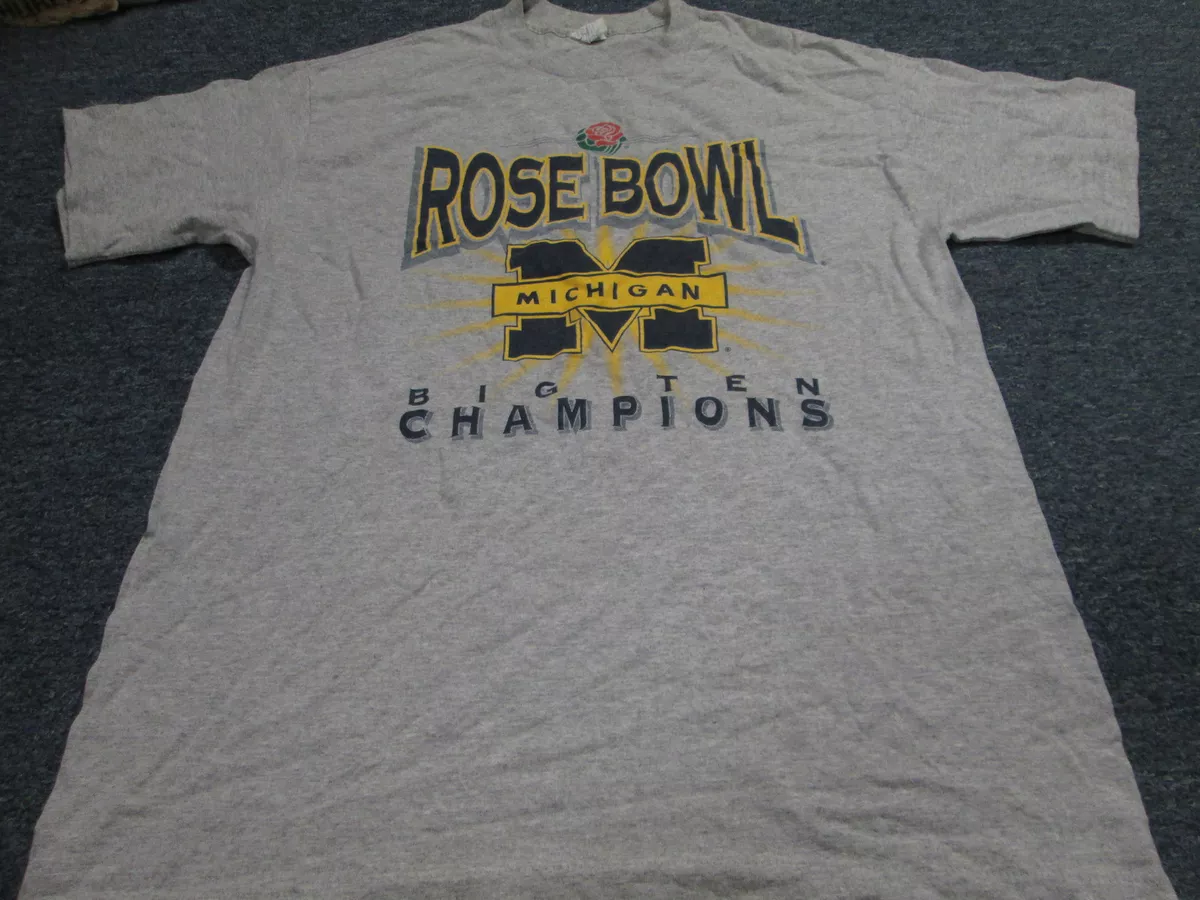 ROSE BOWL
MICHIGAN
BIG TEN
CHAMPIONS